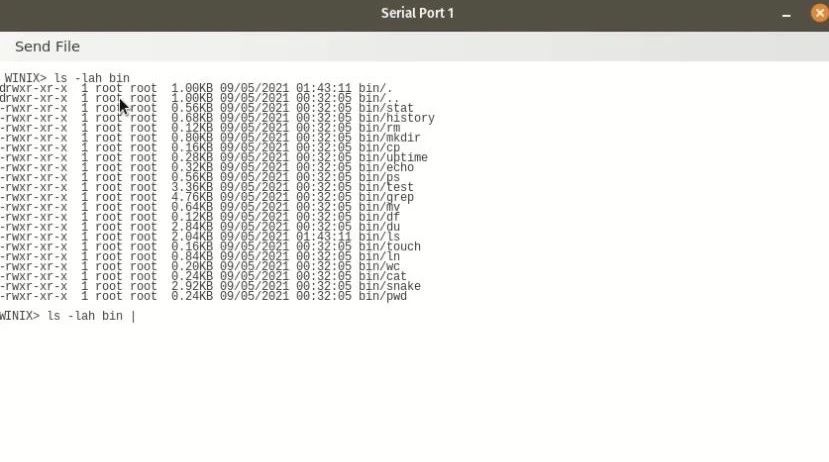 Serial Port 1
Send File
WINIX> ls -lah bin
drwxr-xr-x 1 root root 1.00KB 09/05/2021 01:43:11 bin/.
drwxr-xr-x 1 root root 1.00KB 09/05/2021 00:32:05 bin/..
-rwxr-xr-x 1 root root 0.56KB 09/05/2021 00:32:05 bin/stat
-rwxr-xr-x 1 root root 0.68KB 09/05/2021 00:32:05 bin/history
-rwxr-xr-x 1 root root 0.12KB 09/05/2021 00:32:05 bin/rm
-rwxr-xr-x 1 root root 0.80KB 09/05/2021 00:32:05 bin/mkdir
-rwxr-xr-x 1 root root 0.16KB 09/05/2021 00:32:05 bin/cp
-rwxr-xr-x 1 root root 0.28KB 09/05/2021 00:32:05 bin/uptime
-rwxr-xr-x 1 root root 0.32KB 09/05/2021 00:32:05 bin/echo
-rwxr-xr-x 1 root root 0.56KB 09/05/2021 00:32:05 bin/ps
-rwxr-xr-x 1 root root 3.36KB 09/05/2021 00:32:05 bin/test
-rwxr-xr-x 1 root root 4.76KB 09/05/2021 00:32:05 bin/grep
-rwxr-xr-x 1 root root 0.64KB 09/05/2021 00:32:05 bin/mv
-rwxr-xr-x 1 root root 0.12KB 09/05/2021 00:32:05 bin/df
-rwxr-xr-x 1 root root 2.84KB 09/05/2021 00:32:05 bin/du
-rwxr-xr-x 1 root root 2.04KB 09/05/2021 01:43:11 bin/ls
-rwxr-xr-x 1 root root 0.16KB 09/05/2021 00:32:05 bin/touch
-rwxr-xr-x 1 root root 0.84KB 09/05/2021 00:32:05 bin/ln
-rwxr-xr-x 1 root root 0.20KB 09/05/2021 00:32:05 bin/wc
-rwxr-xr-x 1 root root 0.24KB 09/05/2021 00:32:05 bin/cat
-rwxr-xr-x 1 root root 2.92KB 09/05/2021 00:32:05 bin/snake
-rwxr-xr-x 1 root root 0.24KB 09/05/2021 00:32:05 bin/pwd
WINIX> ls -lah bin |